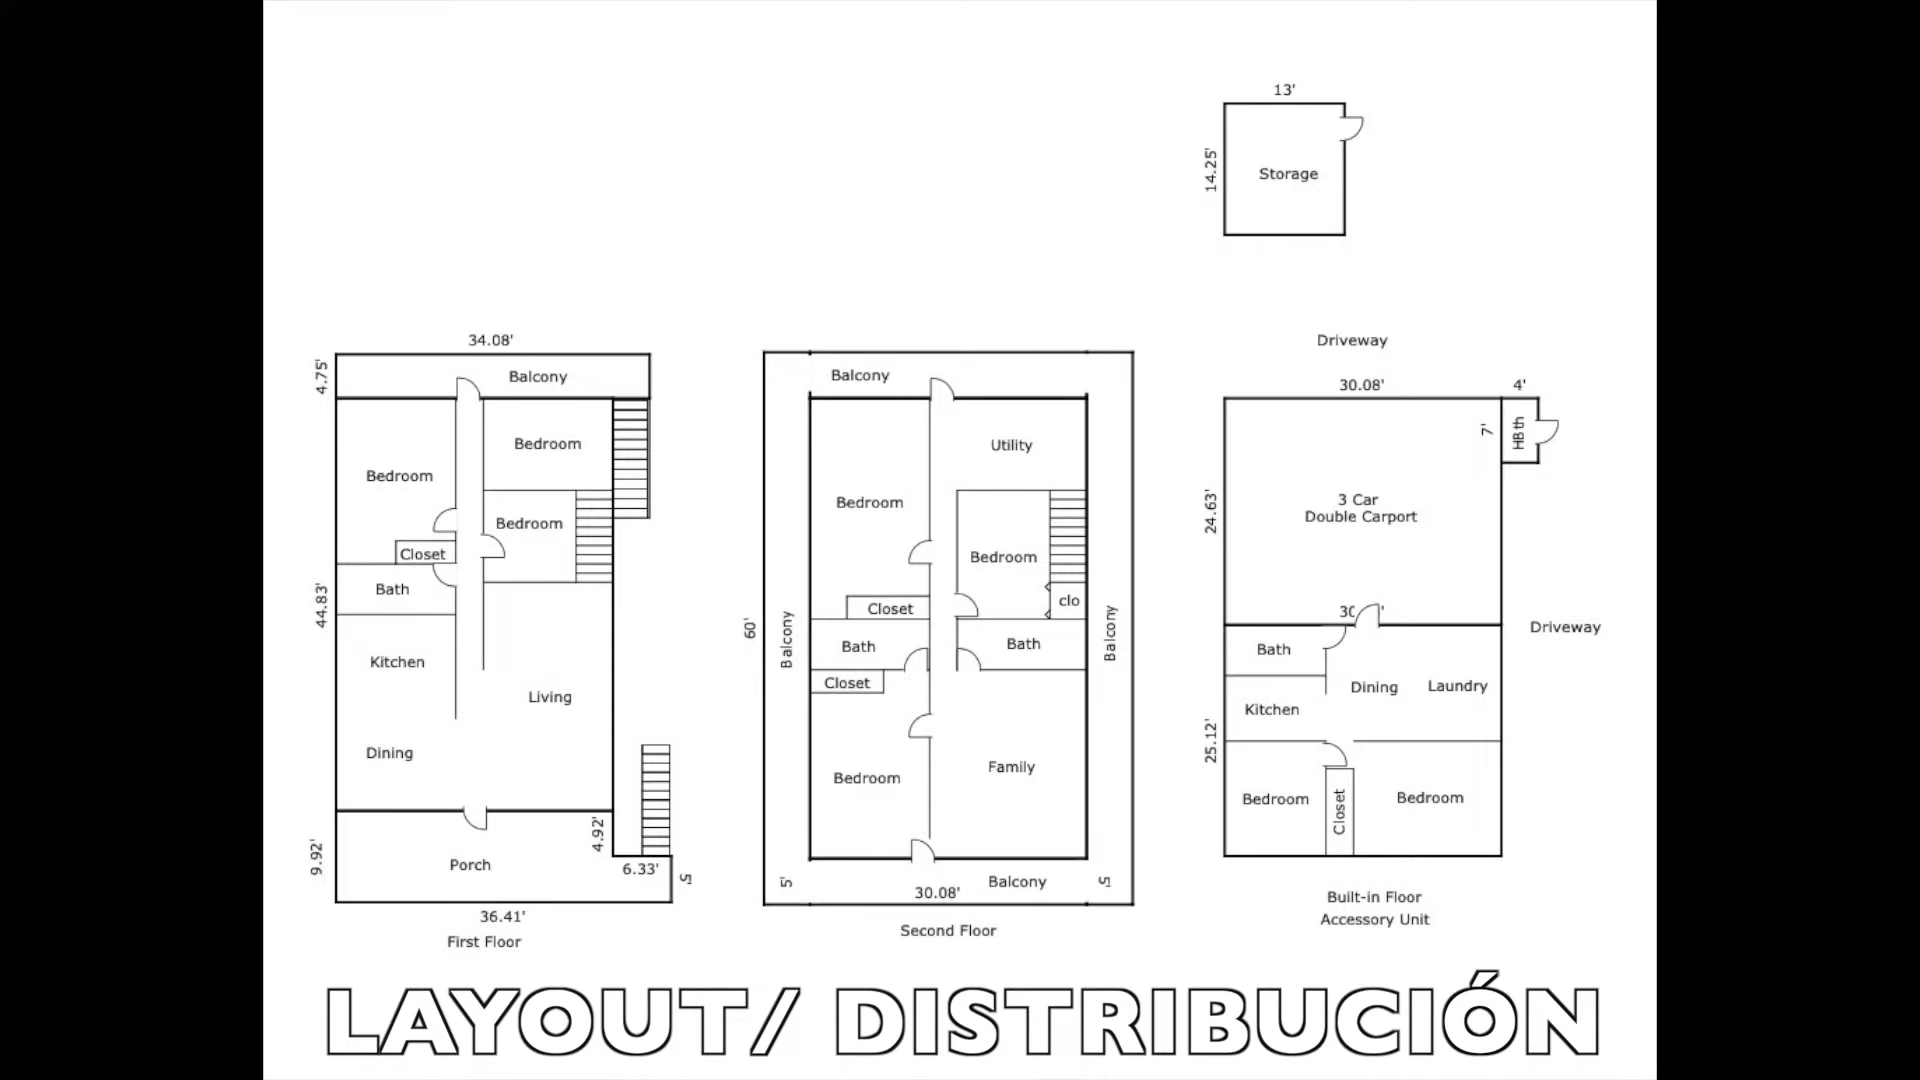 13'
14.25'
Storage
34.08'
4.75'
Balcony
Bedroom
Bedroom
Bedroom
Closet
Bath
44.83'
Kitchen
Living
Dining
9.92'
4.92'
Porch
6.33'
5'
36.41'
First Floor
Balcony
Utility
Bedroom
Bedroom
clo
Closet
60'
Balcony
Balcony
Bath
Bath
Closet
Bedroom
Family
5'
Balcony
5'
30.08'
Second Floor
Driveway
30.08'
4'
7'
HBth
24.63'
3 Car
Double Carport
Driveway
Bath
Dining
Laundry
Kitchen
25.12'
Bedroom
Closet
Bedroom
Built-in Floor
Accessory Unit
LAYOUT/ DISTRIBUCIÓN